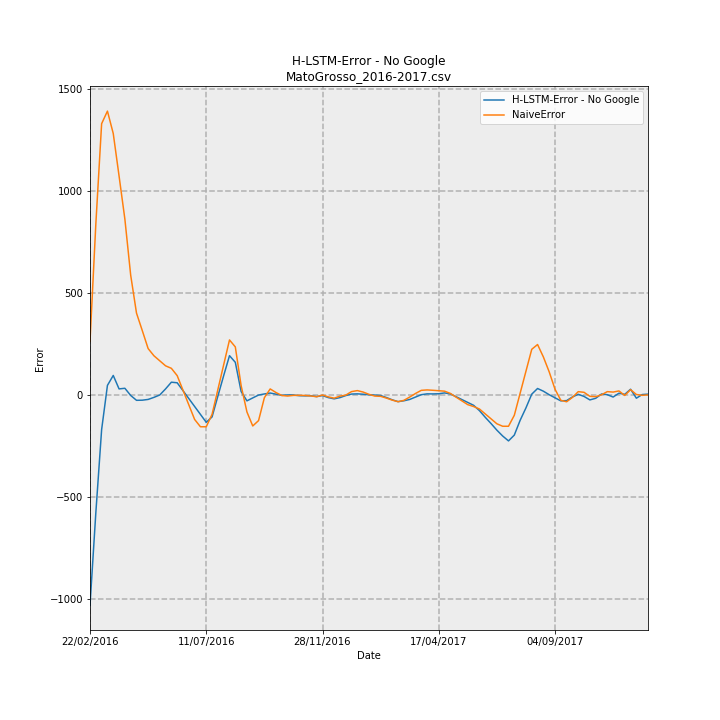 H-LSTM-Error - No Google
MatoGrosso_2016-2017.csv
H-LSTM-Error - No Google
NaiveError
1500
1000
500
0
−500
−1000
Error
22/02/2016 11/07/2016 28/11/2016 17/04/2017 04/09/2017
Date